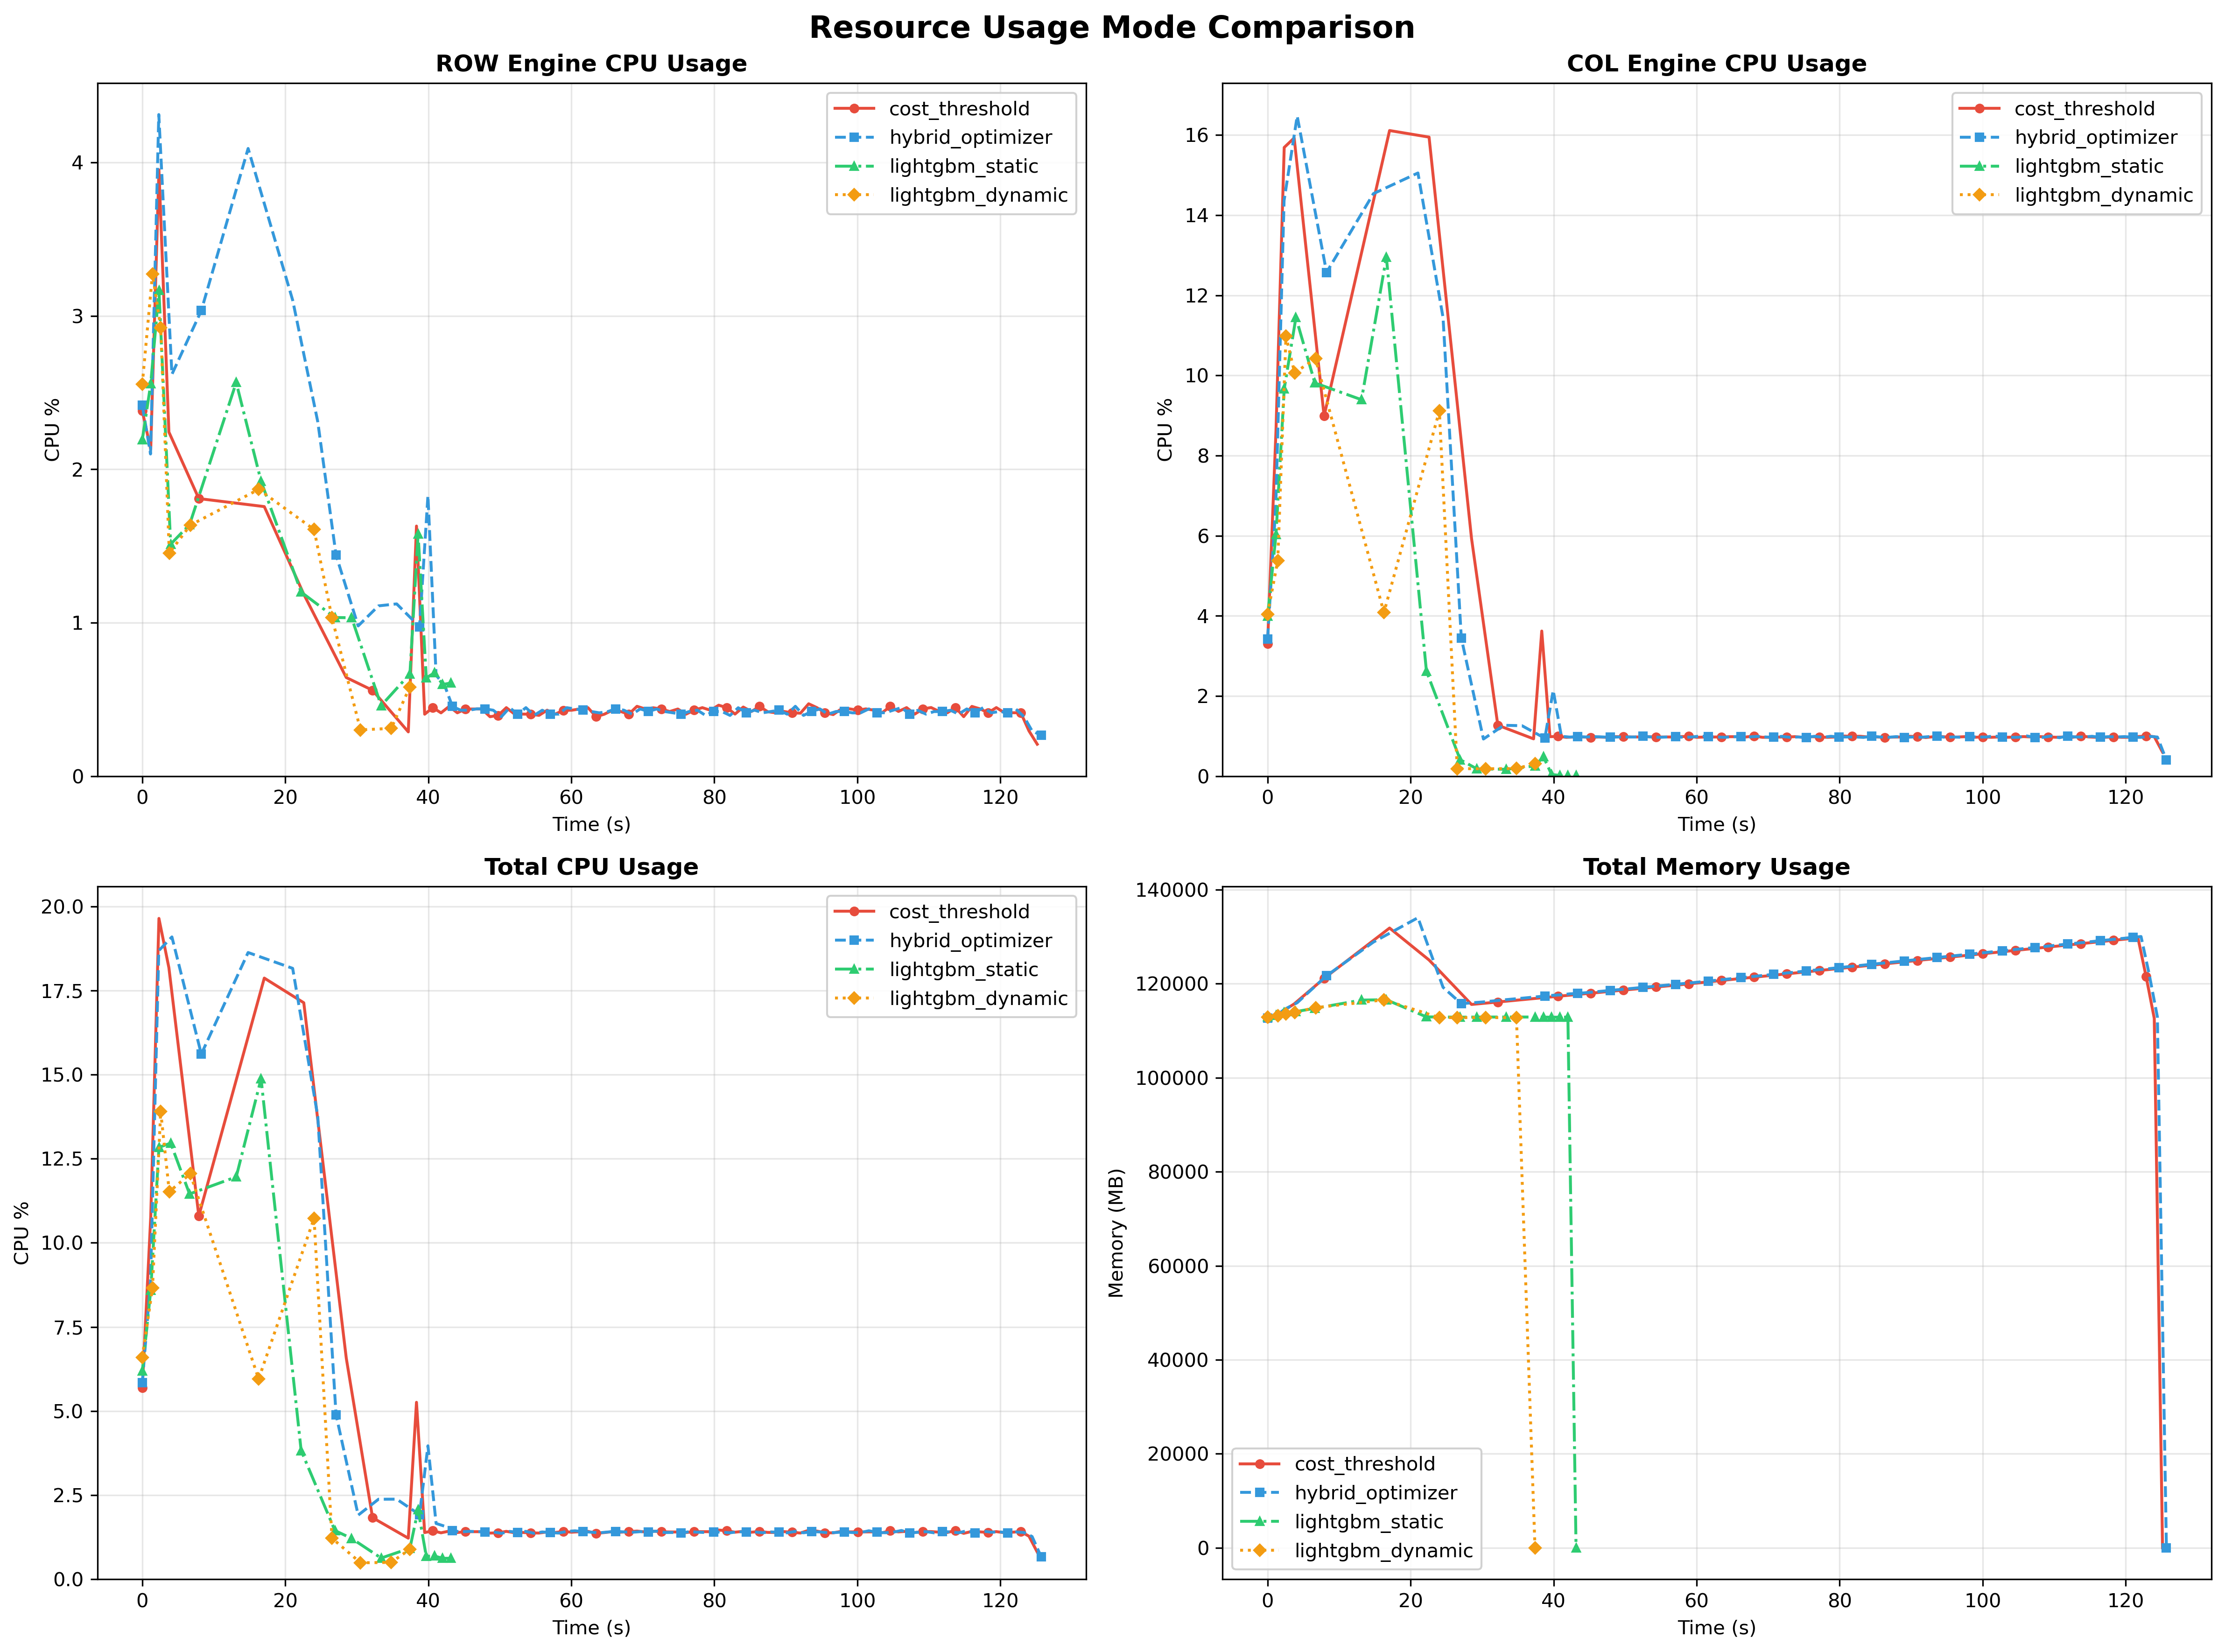 Resource Usage Mode Comparison
ROW Engine CPU Usage
CPU %
4
3
2
1
0
0 20 40 60 80 100 120
Time (s)
cost_threshold
hybrid_optimizer
lightgbm_static
lightgbm_dynamic
COL Engine CPU Usage
CPU %
16
14
12
10
8
6
4
2
0
0 20 40 60 80 100 120
Time (s)
cost_threshold
hybrid_optimizer
lightgbm_static
lightgbm_dynamic
Total CPU Usage
CPU %
20.0
17.5
15.0
12.5
10.0
7.5
5.0
2.5
0.0
0 20 40 60 80 100 120
Time (s)
cost_threshold
hybrid_optimizer
lightgbm_static
lightgbm_dynamic
Total Memory Usage
Memory (MB)
140000
120000
100000
80000
60000
40000
20000
0
0 20 40 60 80 100 120
Time (s)
cost_threshold
hybrid_optimizer
lightgbm_static
lightgbm_dynamic